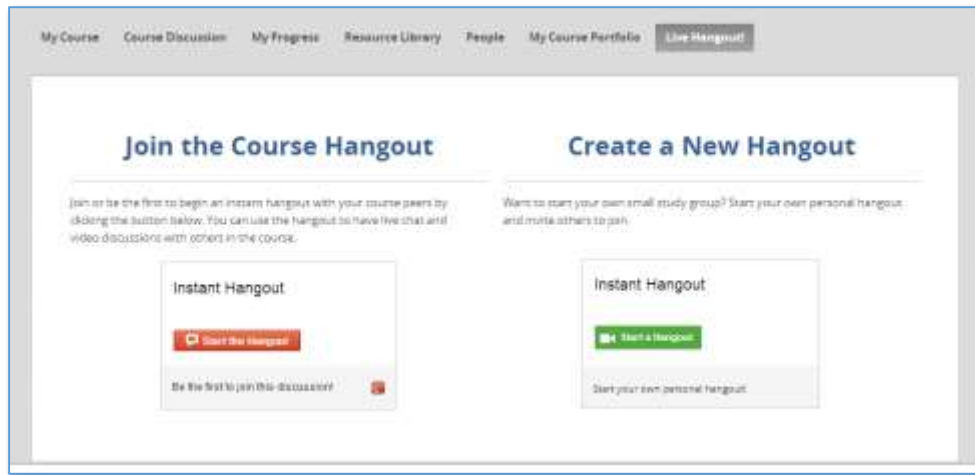 My Course Course Discussion My Progress Resource Library People My Course Portfolio Live Hangout!
Join the Course Hangout
Join or be the first to begin an instant hangout with your course peers by
clicking the button below. You can use the hangout to have live chat and
video discussions with others in the course.
Instant Hangout
Start the Hangout
Be the first to join this discussion!
Create a New Hangout
Want to start your own small study group? Start your own personal hangout
and invite others to join.
Instant Hangout
Start a Hangout
Start your own personal hangout!